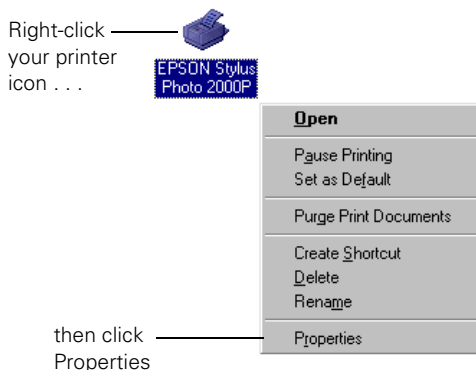 Right-click
your printer
icon . . .
EPSON Stylus
Photo 2000P
Open
Pause Printing
Set as Default
Purge Print Documents
Create Shortcut
Delete
Rename
Properties
then click
Properties